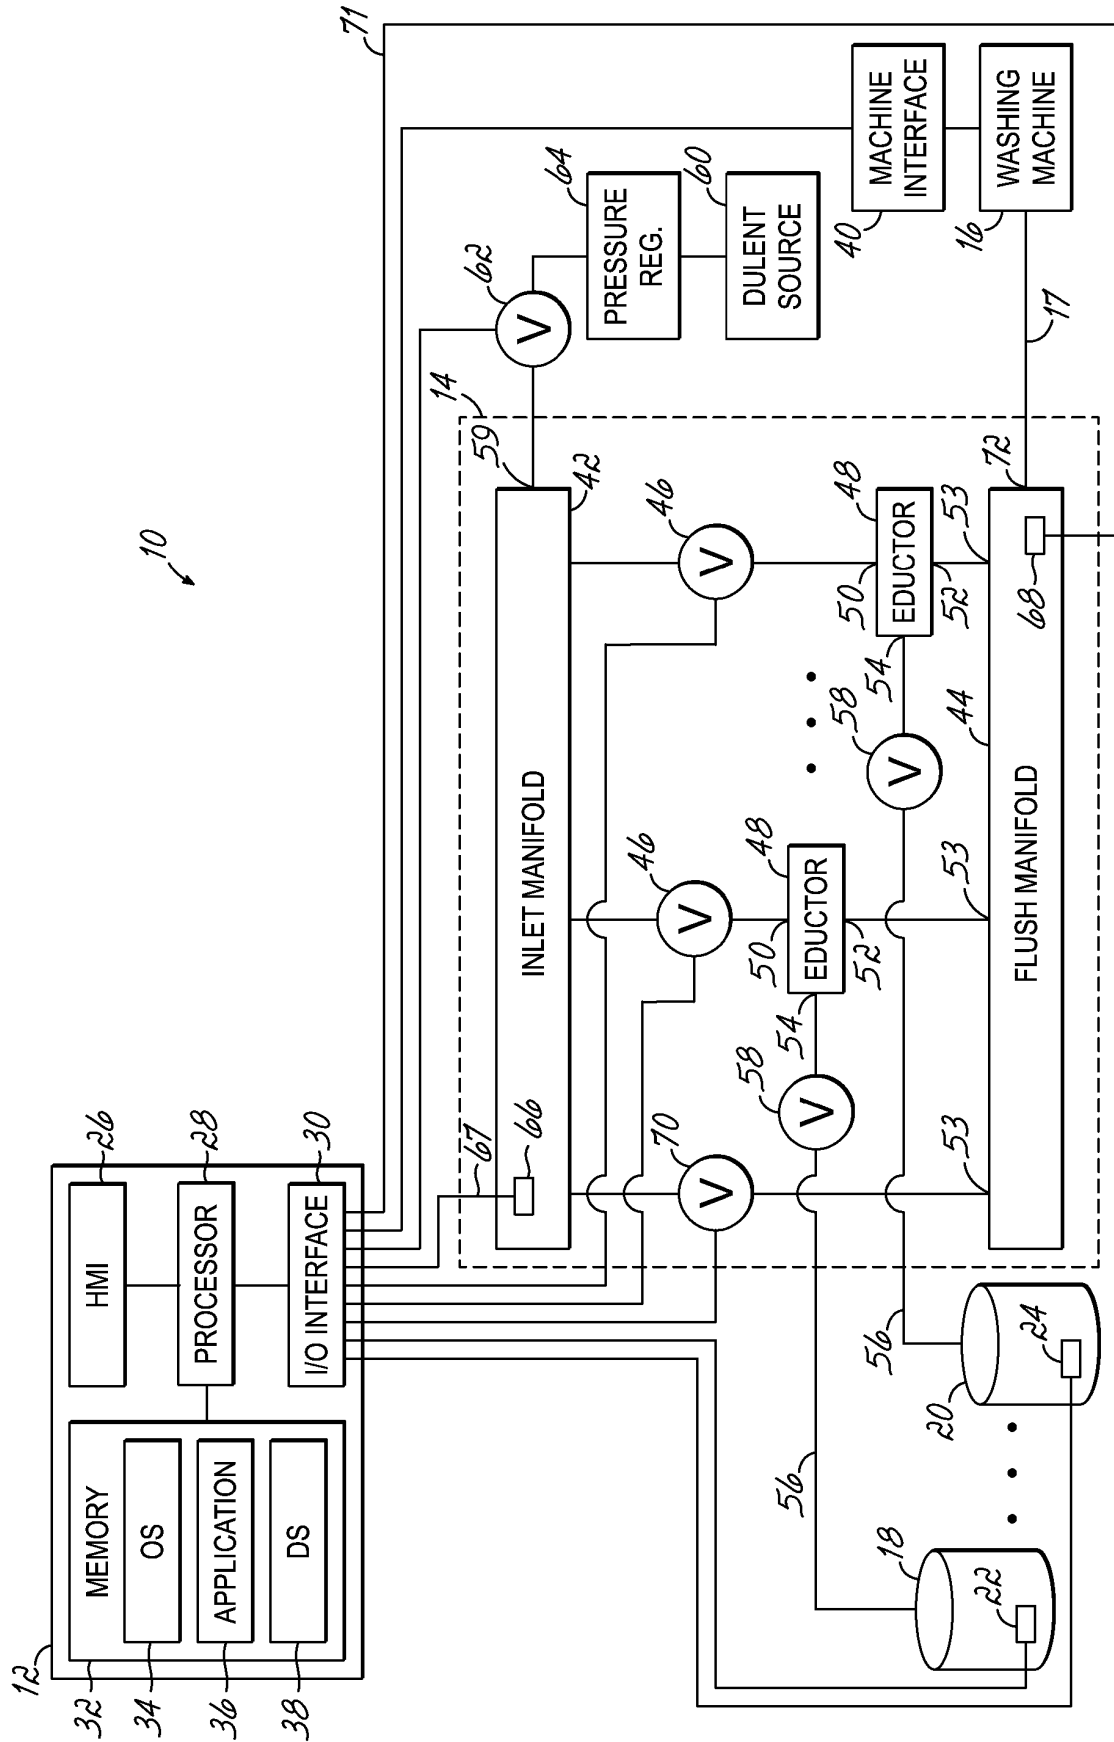 10
12
32
MEMORY
34
OS
36
APPLICATION
38
DS
HMI
26
PROCESSOR
28
I/O INTERFACE
30
71
14
67
66
INLET MANIFOLD
59
42
62
V
64
PRESSURE
REG.
60
DULENT
SOURCE
40
MACHINE
INTERFACE
16
WASHING
MACHINE
17
70
V
46
V
46
V
50
EDUCTOR
48
52
54
58
V
50
EDUCTOR
48
52
54
58
V
53
53
53
44
FLUSH MANIFOLD
68
72
56
56
18
22
20
24